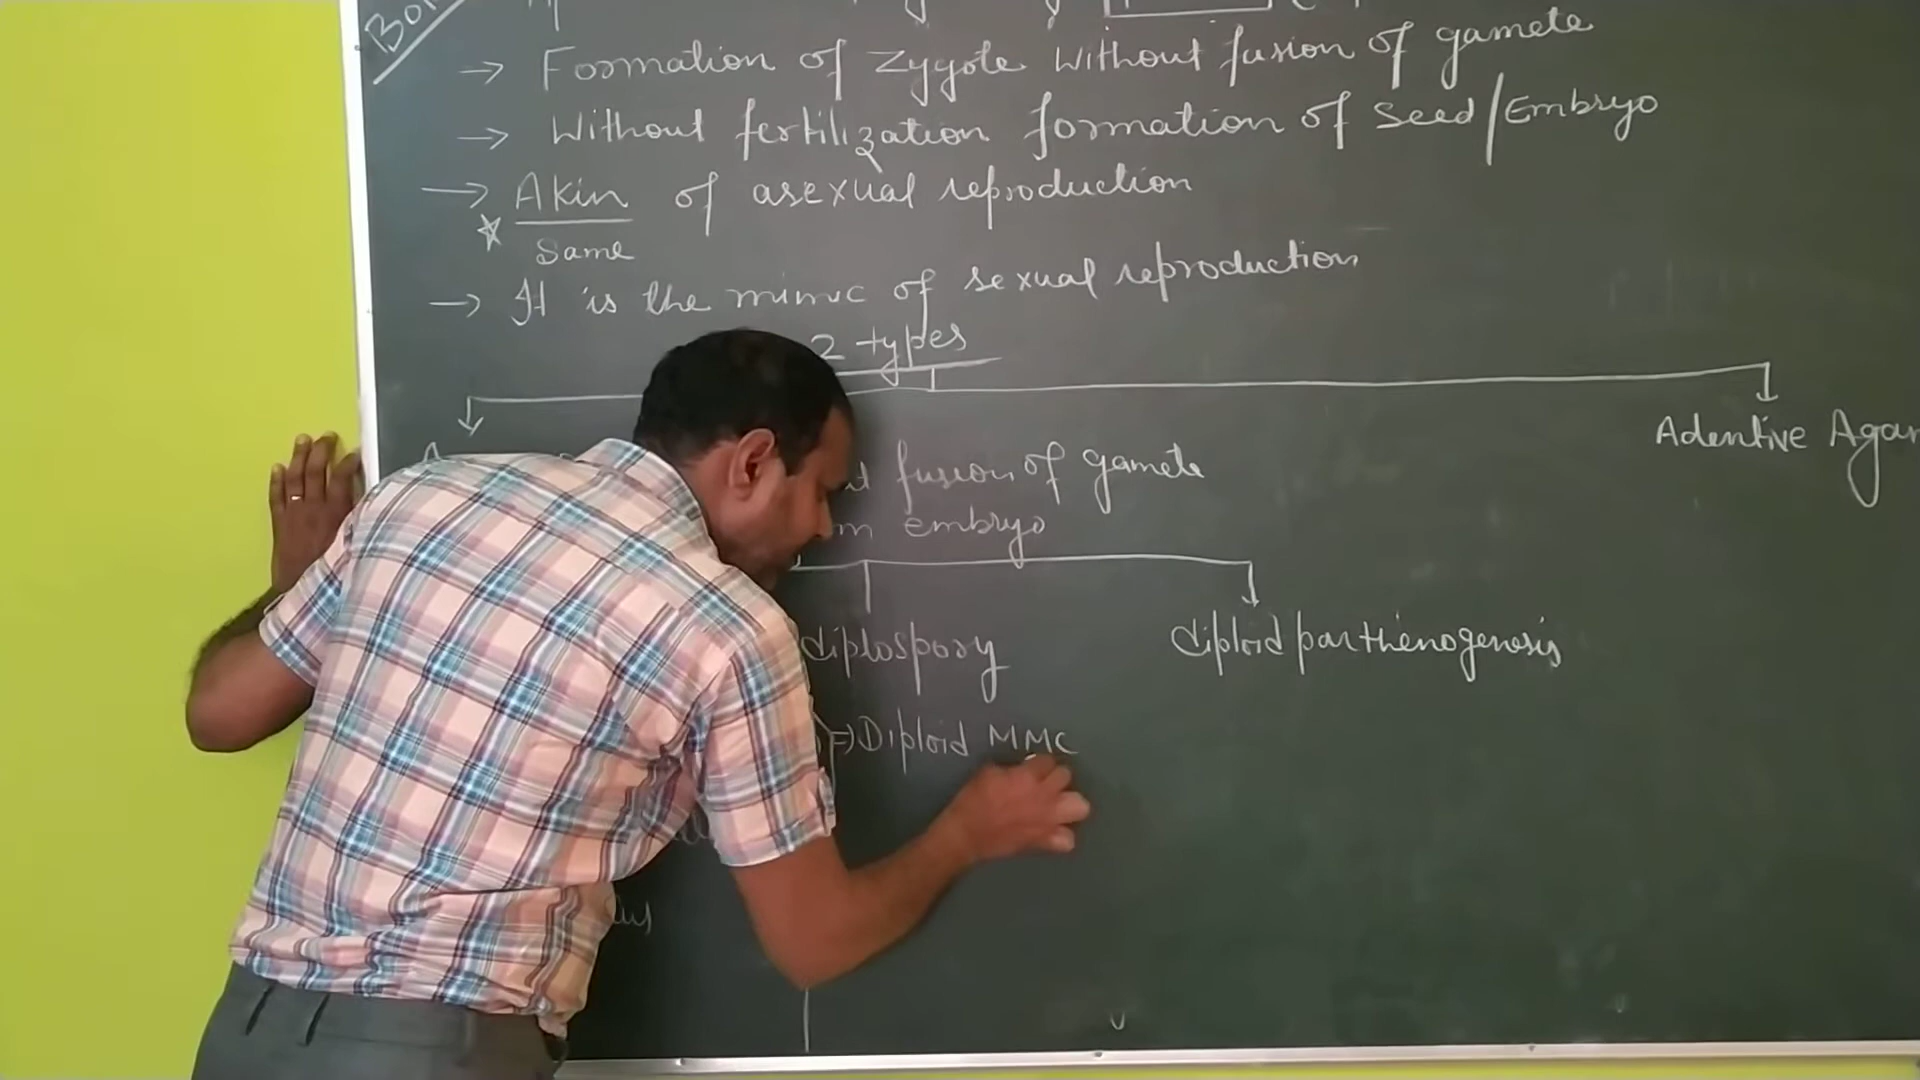 → Formation of Zygote Without fusion of gamete
→ Without fertilization formation of Seed/Embryo
→ Akin of asexual reproduction
Same
→ It is the mimic of sexual reproduction
2 types
Adentive Agam
fusion of gamete
embryo
diplospory
diploid parthenogenesis
⇒ Diploid MMC